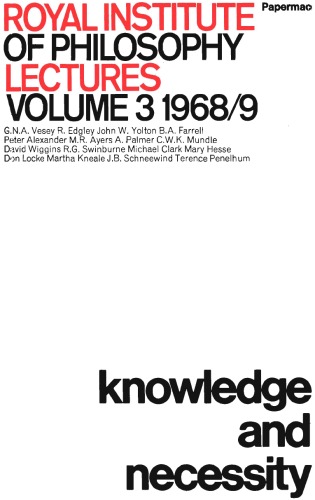 ROYAL INSTITUTE Papermac
OF PHILOSOPHY
LECTURES
VOLUME 3 1968/9
G.N.A. Vesey R. Edgley John W. Yolton B.A. Farrell
Peter Alexander M.R. Ayers A. Palmer C.W.K. Mundle
David Wiggins R.G. Swinburne Michael Clark Mary Hesse
Don Locke Martha Kneale J.B. Schneewind Terence Penelhum
knowledge
and
necessity